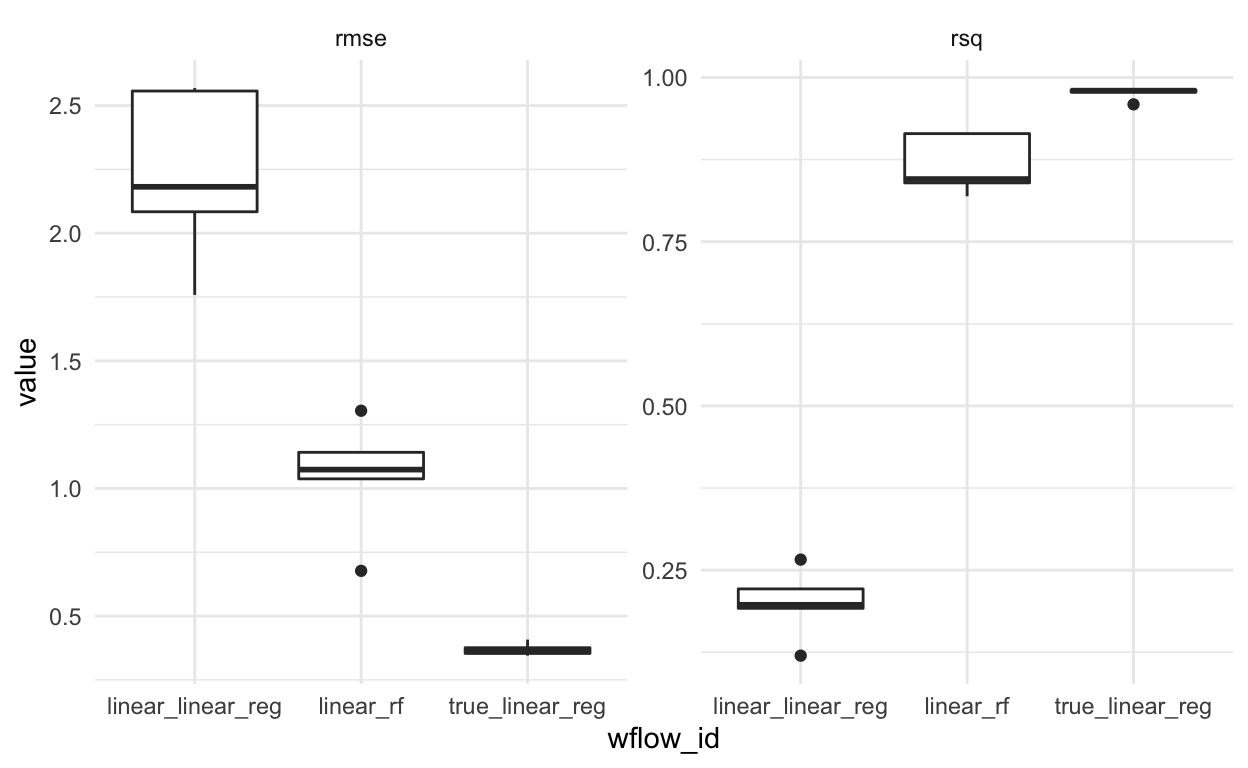 rmse
rsq
value
2.5
2.0
1.5
1.0
0.5
1.00
0.75
0.50
0.25
linear_linear_reg
linear_rf
true_linear_reg
linear_linear_reg
linear_rf
true_linear_reg
wflow_id